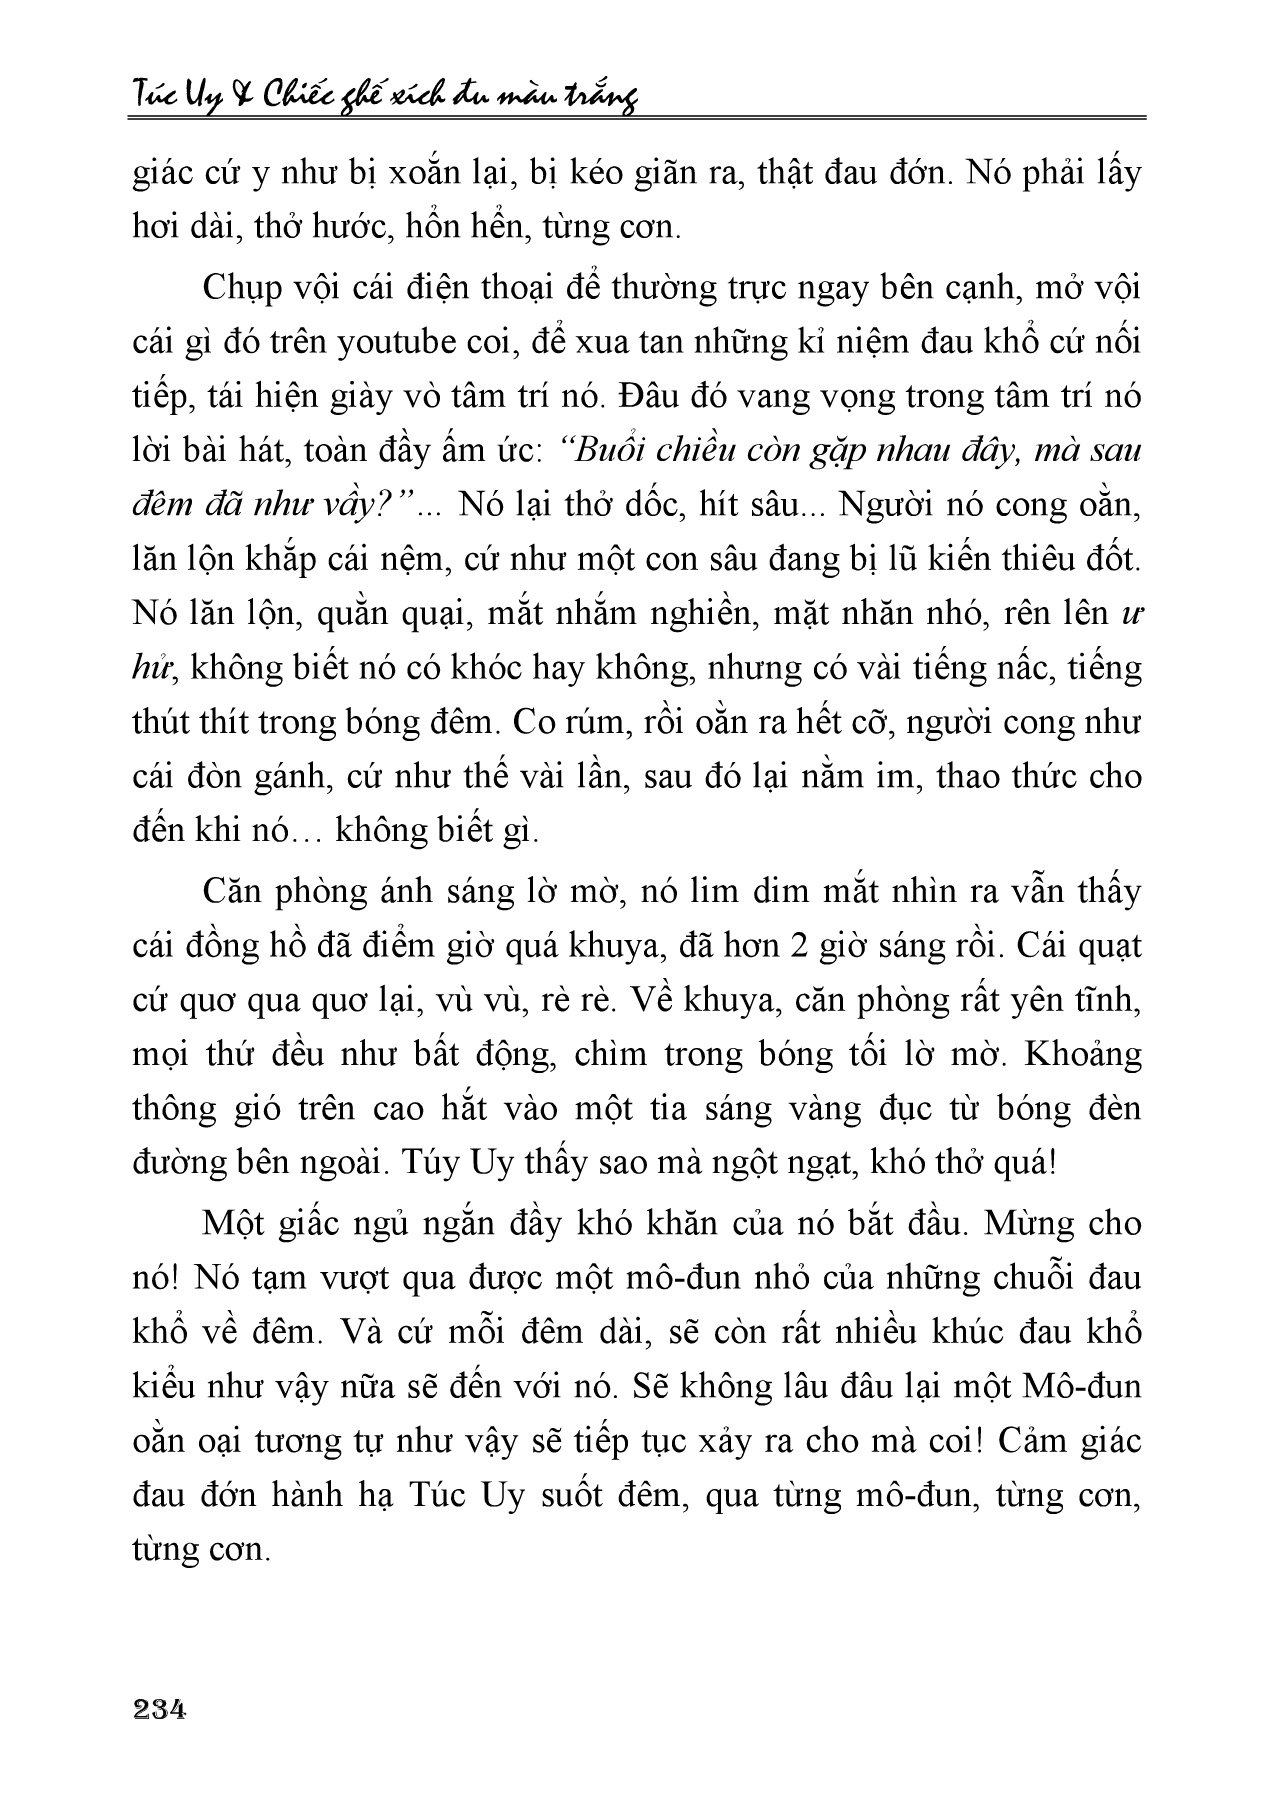 Túc Uy & Chiếc ghế xích đu màu trắng
giác cứ y như bị xoắn lại, bị kéo giãn ra, thật đau đớn. Nó phải lấy
hơi dài, thở hước, hổn hển, từng cơn.
Chụp vội cái điện thoại để thường trực ngay bên cạnh, mở vội
cái gì đó trên youtube coi, để xua tan những kỉ niệm đau khổ cứ nối
tiếp, tái hiện giày vò tâm trí nó. Đâu đó vang vọng trong tâm trí nó
lời bài hát, toàn đầy ấm ức: “Buổi chiều còn gặp nhau đây, mà sau
đêm đã như vầy?”... Nó lại thở dốc, hít sâu... Người nó cong oằn,
lăn lộn khắp cái nệm, cứ như một con sâu đang bị lũ kiến thiêu đốt.
Nó lăn lộn, quằn quại, mắt nhắm nghiền, mặt nhăn nhó, rên lên ư
hử, không biết nó có khóc hay không, nhưng có vài tiếng nấc, tiếng
thút thít trong bóng đêm. Co rúm, rồi oằn ra hết cỡ, người cong như
cái đòn gánh, cứ như thế vài lần, sau đó lại nằm im, thao thức cho
đến khi nó… không biết gì.
Căn phòng ánh sáng lờ mờ, nó lim dim mắt nhìn ra vẫn thấy
cái đồng hồ đã điểm giờ quá khuya, đã hơn 2 giờ sáng rồi. Cái quạt
cứ quơ qua quơ lại, vù vù, rè rè. Về khuya, căn phòng rất yên tĩnh,
mọi thứ đều như bất động, chìm trong bóng tối lờ mờ. Khoảng
thông gió trên cao hắt vào một tia sáng vàng đục từ bóng đèn
đường bên ngoài. Túy Uy thấy sao mà ngột ngạt, khó thở quá!
Một giấc ngủ ngắn đầy khó khăn của nó bắt đầu. Mừng cho
nó! Nó tạm vượt qua được một mô-đun nhỏ của những chuỗi đau
khổ về đêm. Và cứ mỗi đêm dài, sẽ còn rất nhiều khúc đau khổ
kiểu như vậy nữa sẽ đến với nó. Sẽ không lâu đâu lại một Mô-đun
oằn oại tương tự như vậy sẽ tiếp tục xảy ra cho mà coi! Cảm giác
đau đớn hành hạ Túc Uy suốt đêm, qua từng mô-đun, từng cơn,
từng cơn.
234